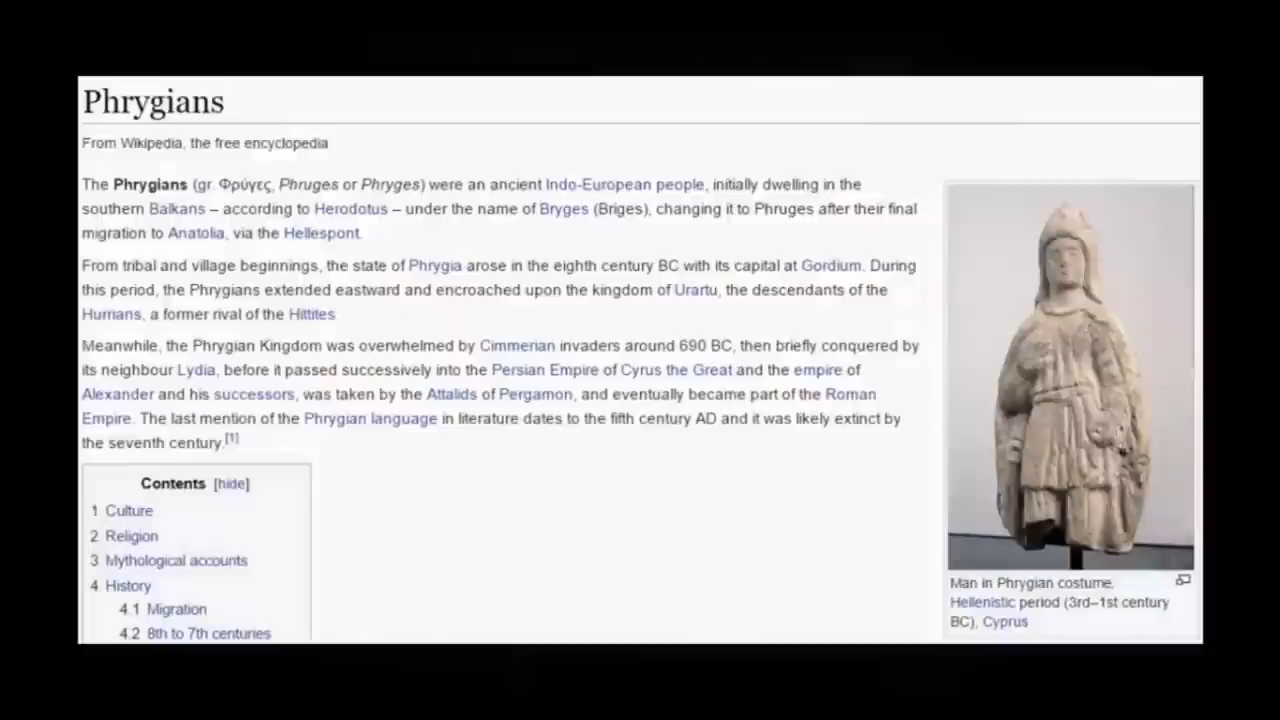 Phrygians
From Wikipedia, the free encyclopedia
The Phrygians (gr. Φρύγες, Phruges or Phryges) were an ancient Indo-European people, initially dwelling in the
southern Balkans – according to Herodotus – under the name of Bryges (Briges), changing it to Phruges after their final
migration to Anatolia, via the Hellespont.
From tribal and village beginnings, the state of Phrygia arose in the eighth century BC with its capital at Gordium. During
this period, the Phrygians extended eastward and encroached upon the kingdom of Urartu, the descendants of the
Hurrians, a former rival of the Hittites.
Meanwhile, the Phrygian Kingdom was overwhelmed by Cimmerian invaders around 690 BC, then briefly conquered by
its neighbour Lydia, before it passed successively into the Persian Empire of Cyrus the Great and the empire of
Alexander and his successors, was taken by the Attalids of Pergamon, and eventually became part of the Roman
Empire. The last mention of the Phrygian language in literature dates to the fifth century AD and it was likely extinct by
the seventh century.[1]
Contents [hide]
1 Culture
2 Religion
3 Mythological accounts
4 History
4.1 Migration
4.2 8th to 7th centuries
Man in Phrygian costume,
Hellenistic period (3rd–1st century
BC), Cyprus